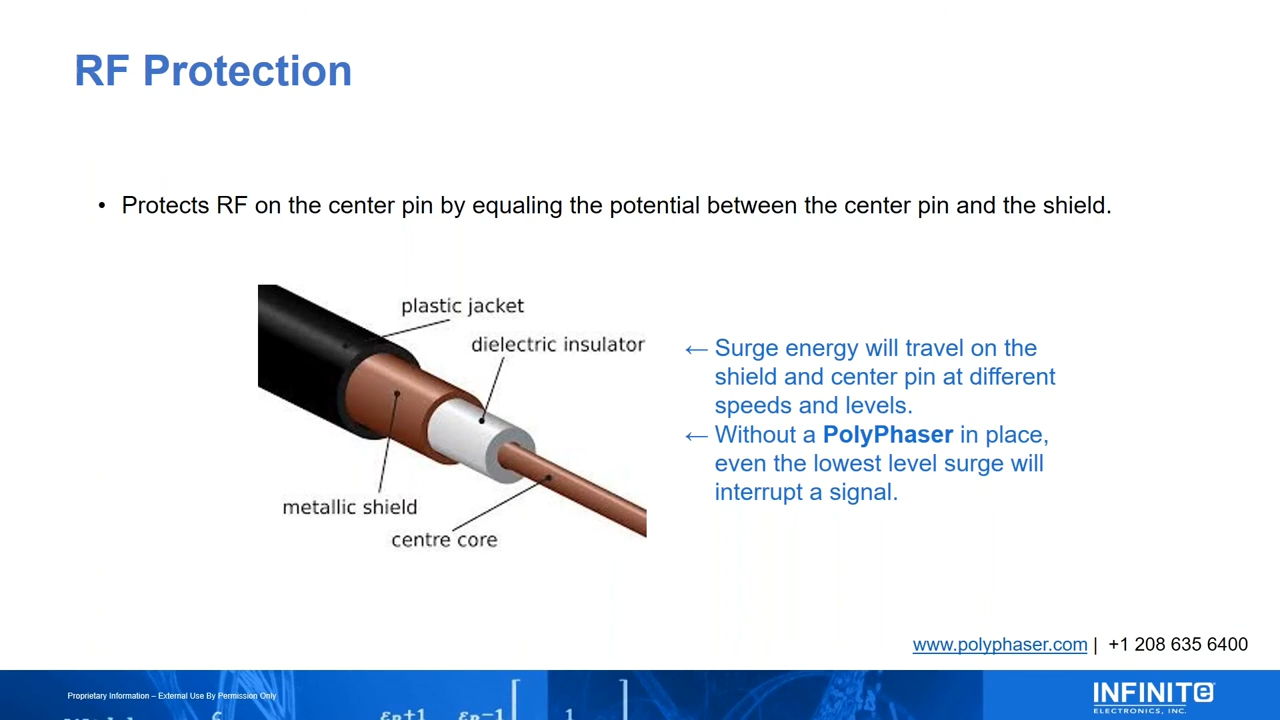 RF Protection
• Protects RF on the center pin by equaling the potential between the center pin and the shield.
plastic jacket
dielectric insulator
metallic shield
centre core
← Surge energy will travel on the
shield and center pin at different
speeds and levels.
← Without a PolyPhaser in place,
even the lowest level surge will
interrupt a signal.
www.polyphaser.com | +1 208 635 6400
Proprietary Information – External Use By Permission Only
INFINITe
ELECTRONICS, INC.